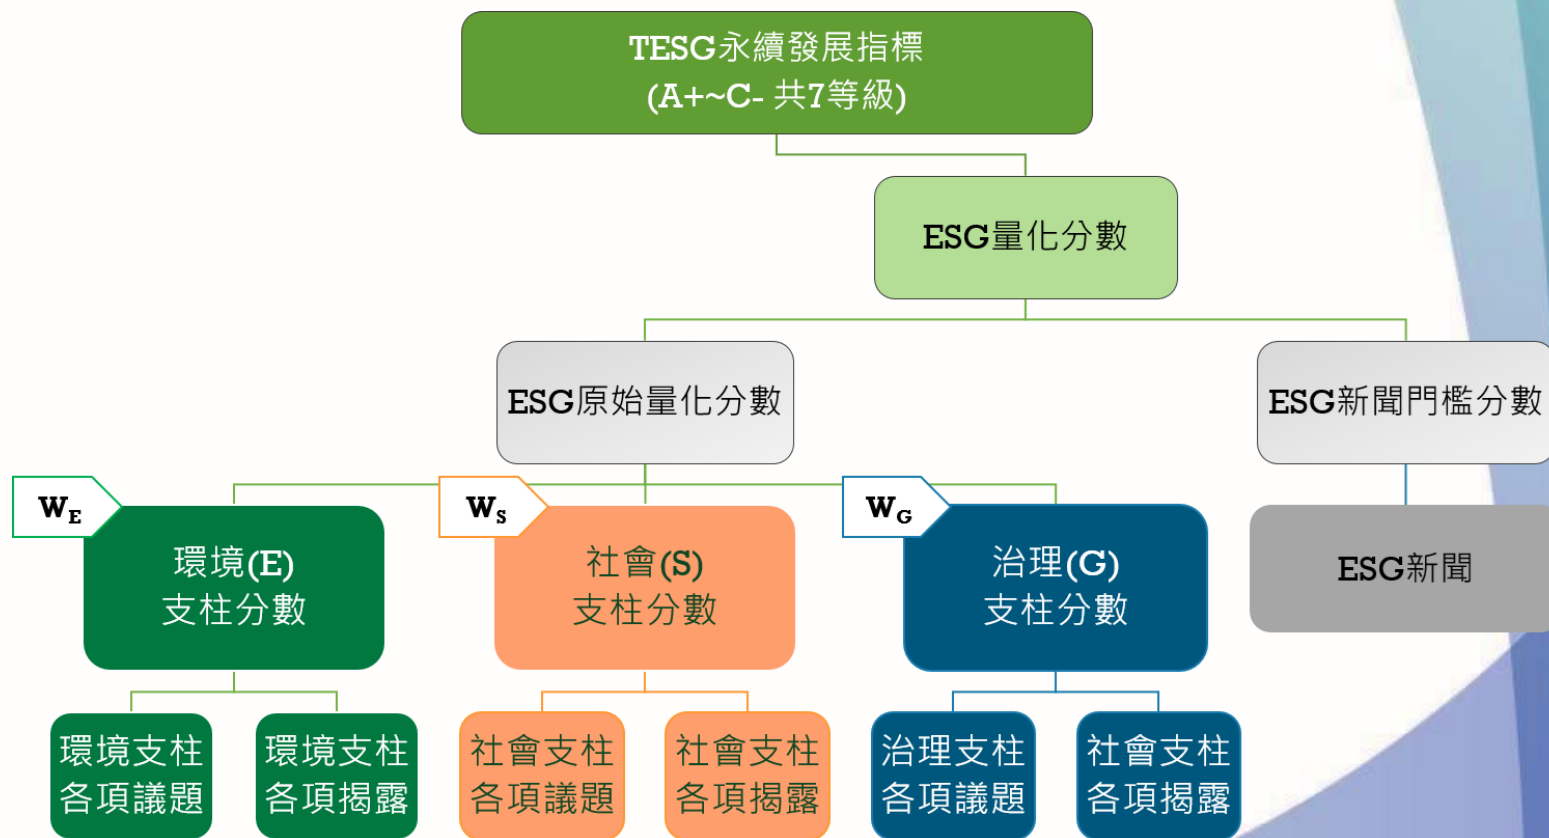 TESG永續發展指標
(A+~C- 共7等級)
ESG量化分數
ESG原始量化分數
ESG新聞門檻分數
W_E
W_S
W_G
環境(E)
支柱分數
社會(S)
支柱分數
治理(G)
支柱分數
ESG新聞
環境支柱
各項議題
環境支柱
各項揭露
社會支柱
各項議題
社會支柱
各項揭露
治理支柱
各項議題
社會支柱
各項揭露